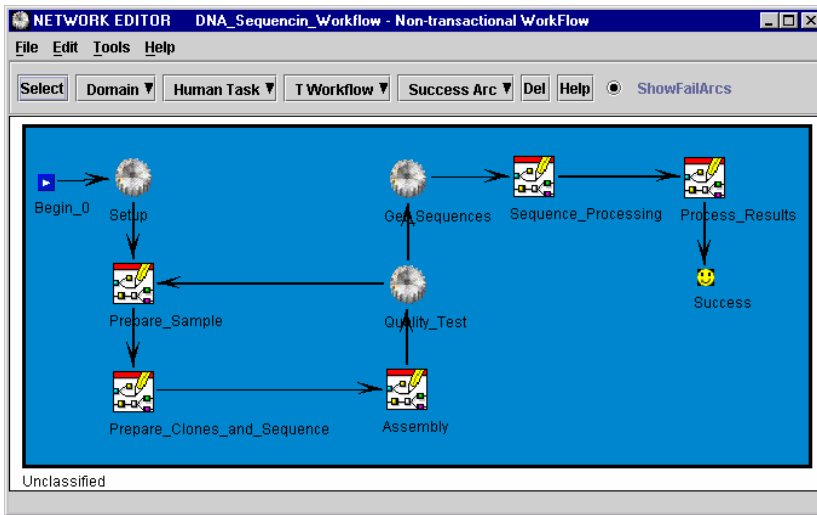 NETWORK EDITOR DNA_Sequencin_Workflow - Non-transactional WorkFlow
File Edit Tools Help
Select Domain Human Task T Workflow Success Arc Del Help ShowFailArcs
Begin_0
Setup
Get_Sequences
Sequence_Processing
Process_Results
Prepare_Sample
Quality_Test
Success
Prepare_Clones_and_Sequence
Assembly
Unclassified